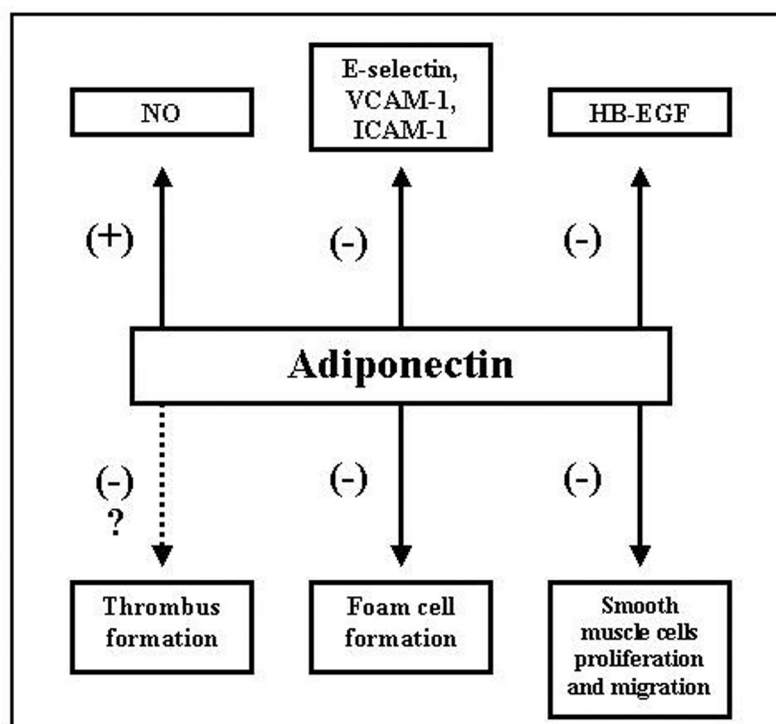 NO
E-selectin,
VCAM-1,
ICAM-1
HB-EGF
(+)
(-)
(-)
Adiponectin
(-)
?
(-)
(-)
Thrombus
formation
Foam cell
formation
Smooth
muscle cells
proliferation
and migration